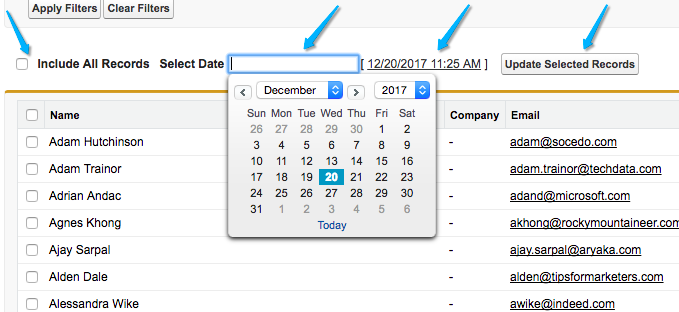 Apply Filters Clear Filters
Include All Records Select Date [ 12/20/2017 11:25 AM ] Update Selected Records
December 2017
Sun Mon Tue Wed Thu Fri Sat
26 27 28 29 30 1 2
3 4 5 6 7 8 9
10 11 12 13 14 15 16
17 18 19 20 21 22 23
24 25 26 27 28 29 30
31 1 2 3 4 5 6
Today
Name Company Email
Adam Hutchinson - adam@socedo.com
Adam Trainor - adam.trainor@techdata.com
Adrian Andac - adand@microsoft.com
Agnes Khong - akhong@rockymountaineer.com
Ajay Sarpal - ajay.sarpal@aryaka.com
Alden Dale - alden@tipsformarketers.com
Alessandra Wike - awike@indeed.com